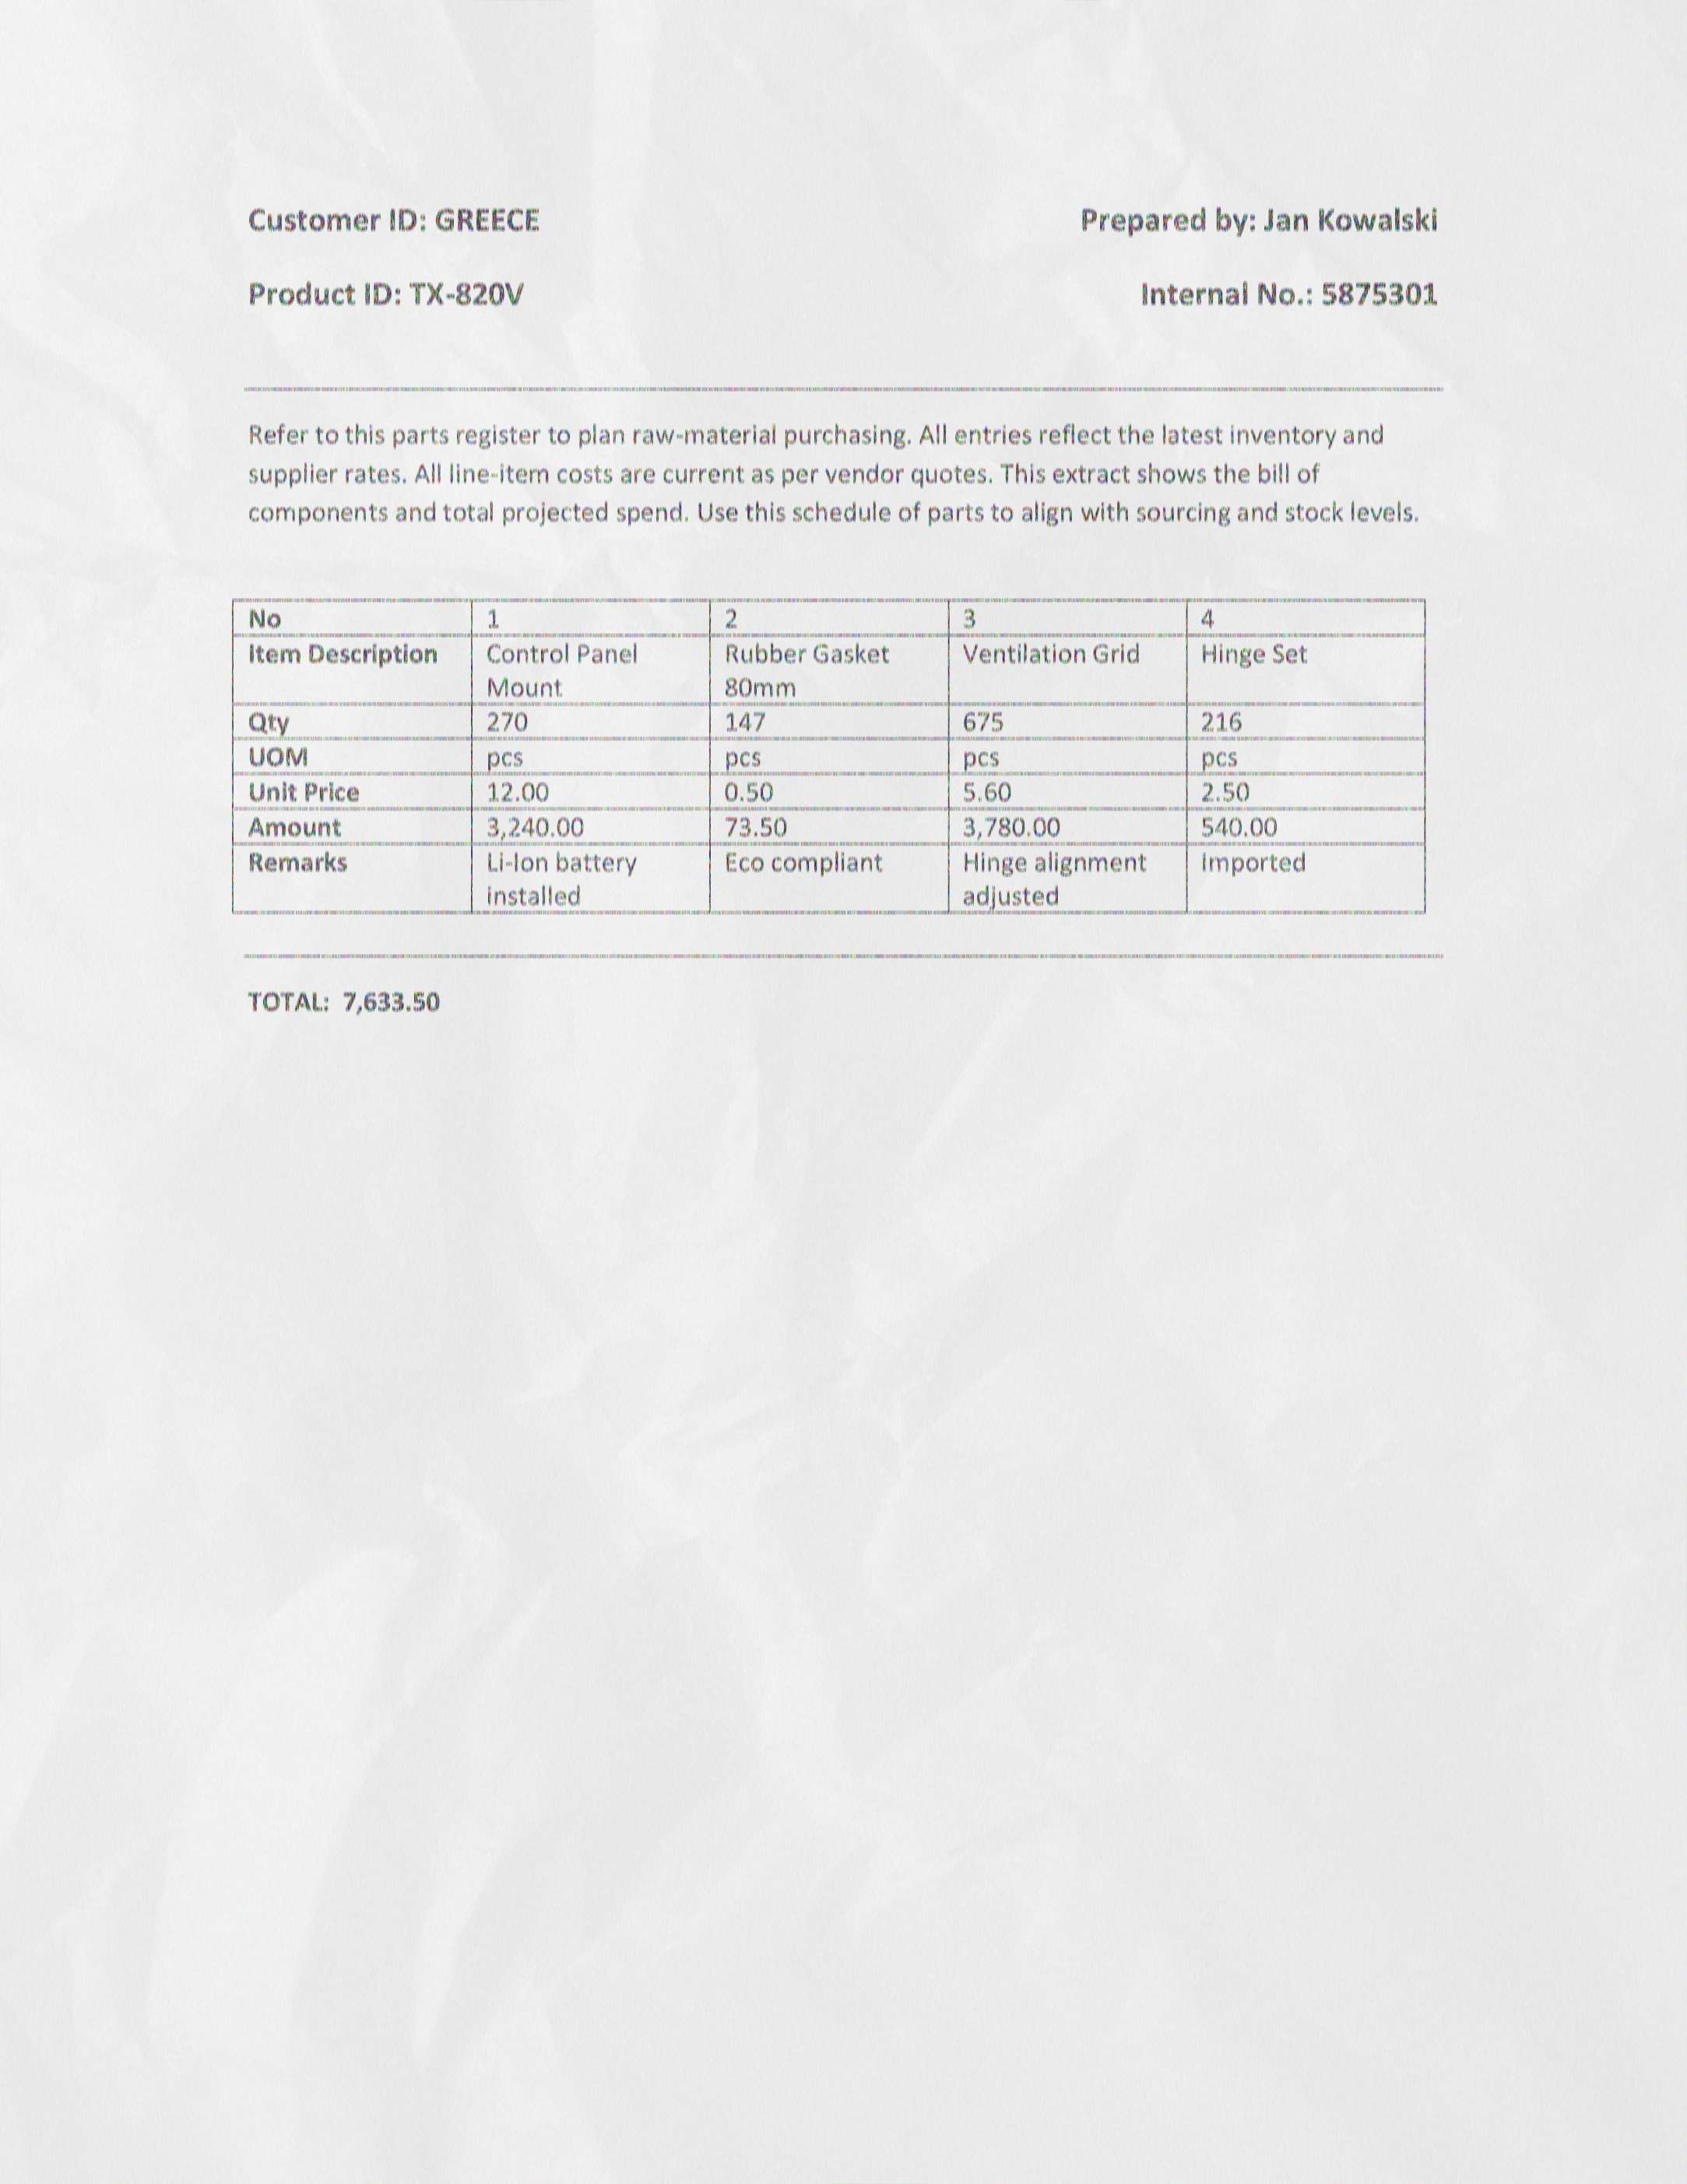 Customer ID: GREECE Prepared by: Jan Kowalski
Product ID: TX-820V Internal No.: 5875301
Refer to this parts register to plan raw-material purchasing. All entries reflect the latest inventory and
supplier rates. All line-item costs are current as per vendor quotes. This extract shows the bill of
components and total projected spend. Use this schedule of parts to align with sourcing and stock levels.
No 1 2 3 4
Item Description Control Panel Rubber Gasket Ventilation Grid Hinge Set
Mount 80mm
Qty 270 147 675 216
UOM pcs pcs pcs pcs
Unit Price 12.00 0.50 5.60 2.50
Amount 3,240.00 73.50 3,780.00 540.00
Remarks Li-Ion battery Eco compliant Hinge alignment Imported
installed adjusted
TOTAL: 7,633.50